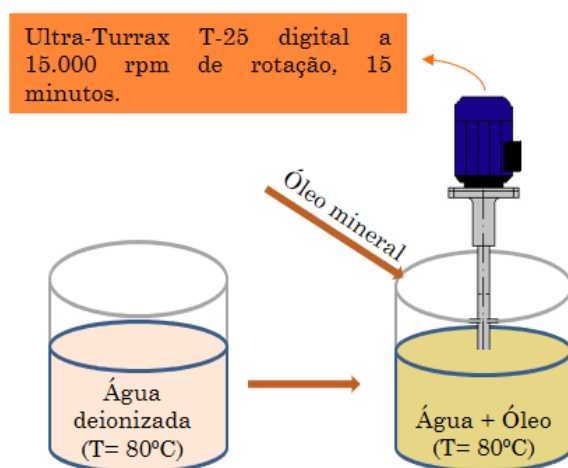 Ultra-Turrax T-25 digital a
15.000 rpm de rotação, 15
minutos.
Óleo mineral
Água
deionizada
(T= 80ºC)
Água + Óleo
(T= 80ºC)